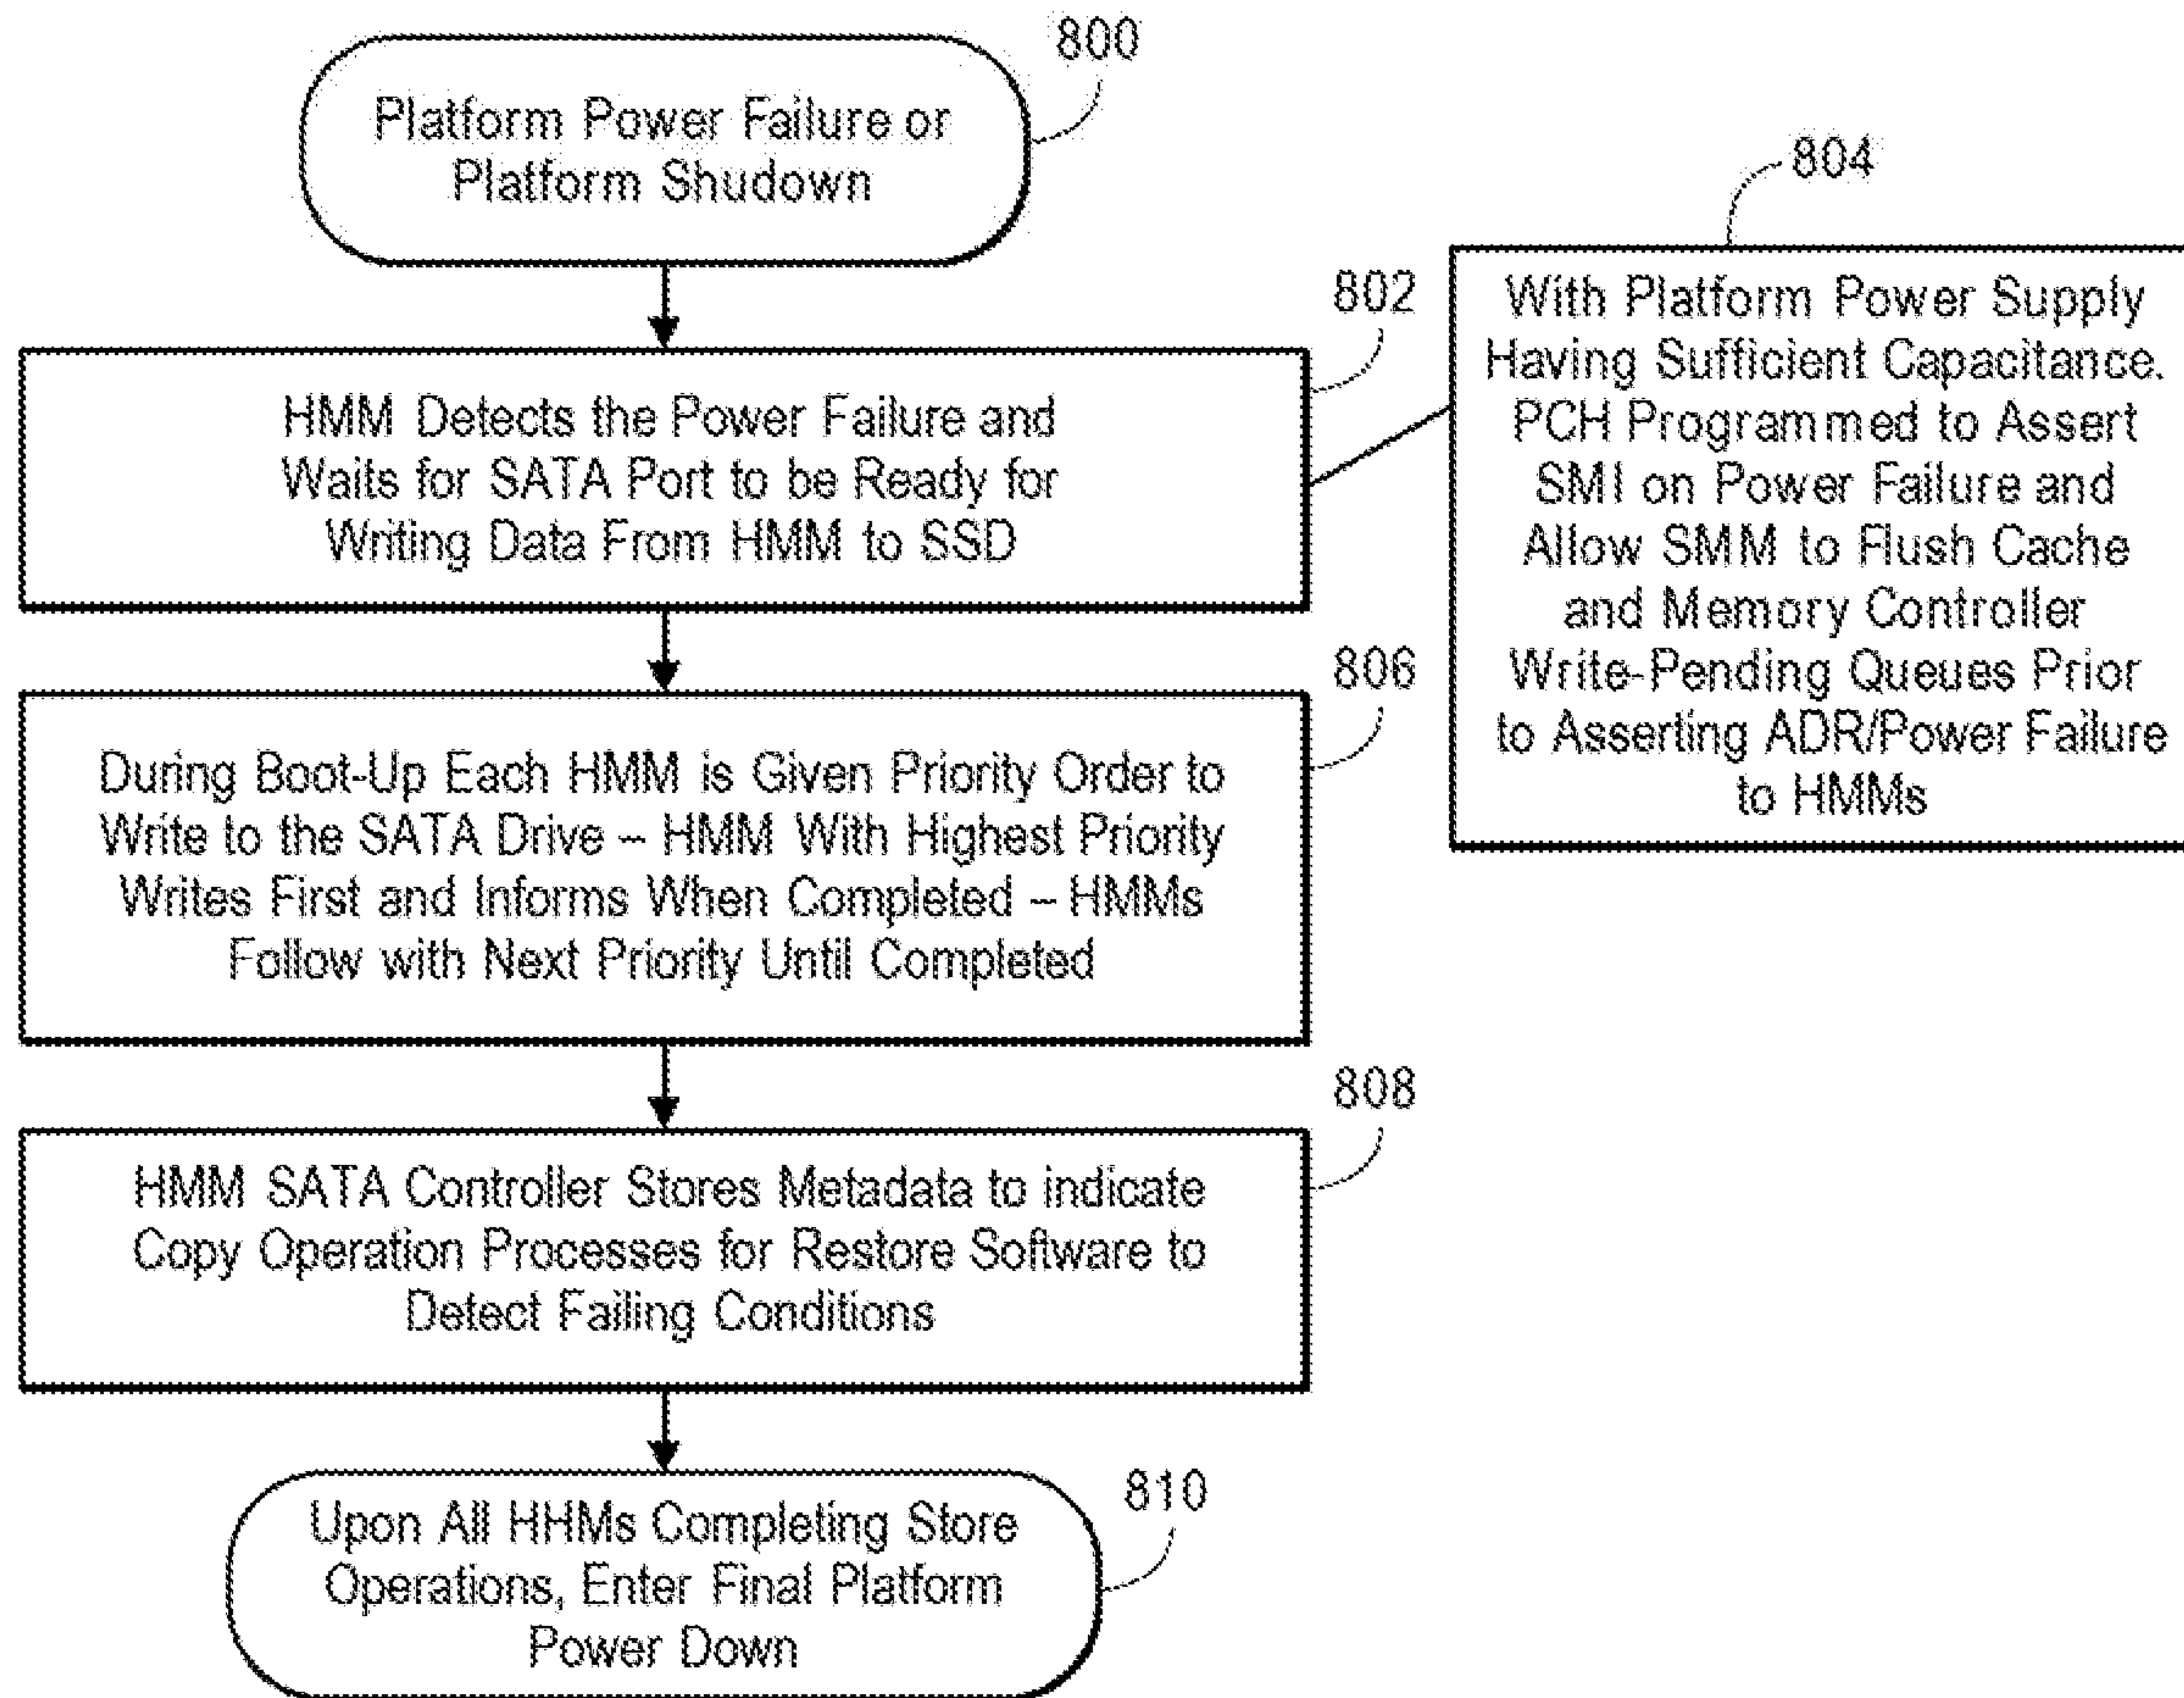 800
Platform Power Failure or
Platform Shudown
802
HMM Detects the Power Failure and
Waits for SATA Port to be Ready for
Writing Data From HMM to SSD
804
With Platform Power Supply
Having Sufficient Capacitance.
PCH Programmed to Assert
SMI on Power Failure and
Allow SMM to Flush Cache
and Memory Controller
Write-Pending Queues Prior
to Asserting ADR/Power Failure
to HMMs
806
During Boot-Up Each HMM is Given Priority Order to
Write to the SATA Drive – HMM With Highest Priority
Writes First and Informs When Completed – HMMs
Follow with Next Priority Until Completed
808
HMM SATA Controller Stores Metadata to indicate
Copy Operation Processes for Restore Software to
Detect Failing Conditions
810
Upon All HHMs Completing Store
Operations, Enter Final Platform
Power Down